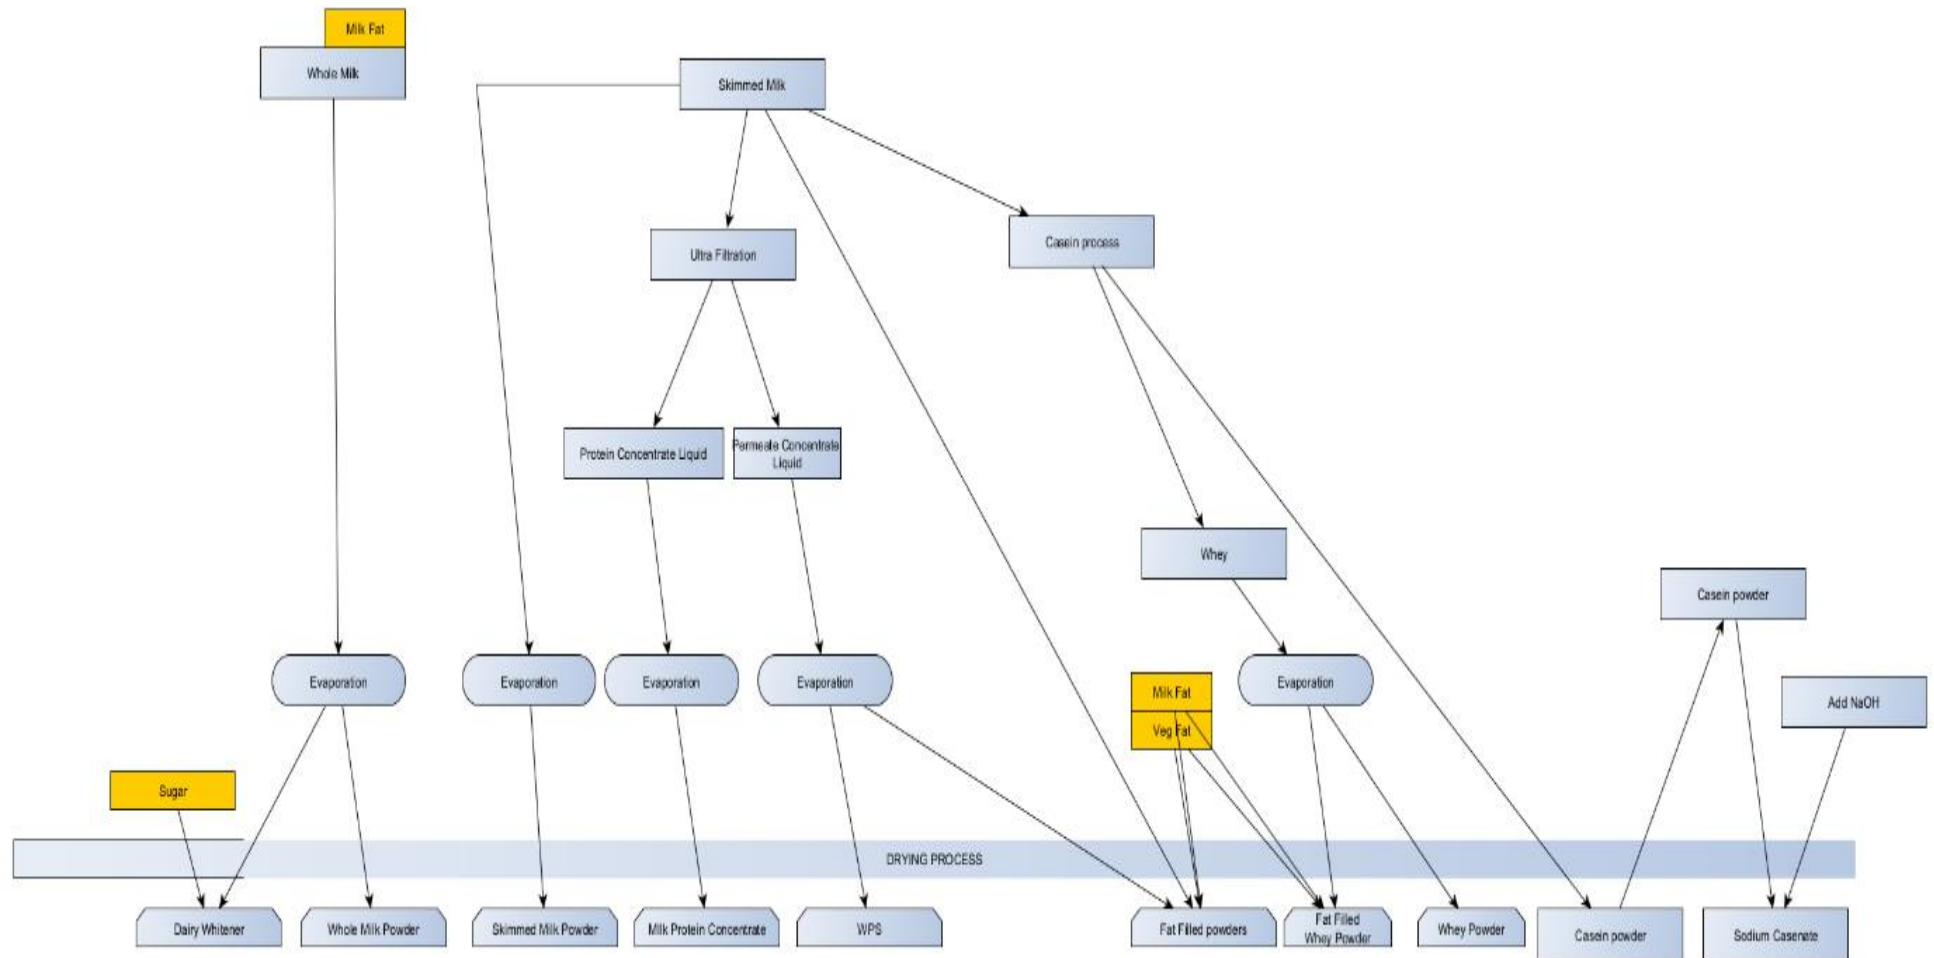 Milk Fat
Whole Milk
Skimmed Milk
Casein process
Ultra Filtration
Protein Concentrate Liquid
Permeate Concentrate
Liquid
Whey
Casein powder
Evaporation
Evaporation
Evaporation
Evaporation
Milk Fat
Veg Fat
Evaporation
Add NaOH
Sugar
DRYING PROCESS
Dairy Whitener
Whole Milk Powder
Skimmed Milk Powder
Milk Protein Concentrate
WPS
Fat Filled powders
Fat Filled
Whey Powder
Whey Powder
Casein powder
Sodium Casenate